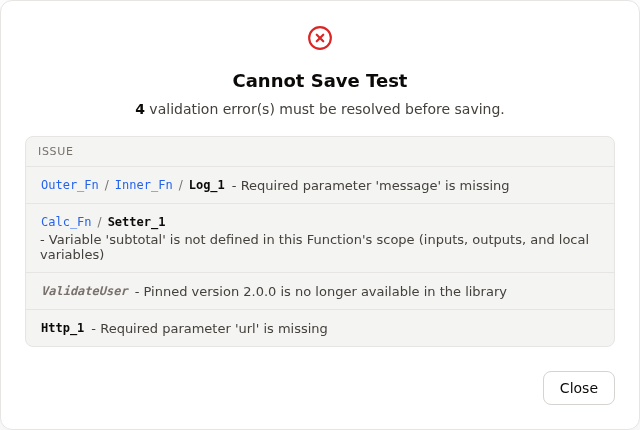 Cannot Save Test
4 validation error(s) must be resolved before saving.
ISSUE
Outer_Fn / Inner_Fn / Log_1 - Required parameter 'message' is missing
Calc_Fn / Setter_1
- Variable 'subtotal' is not defined in this Function's scope (inputs, outputs, and local
variables)
ValidateUser - Pinned version 2.0.0 is no longer available in the library
Http_1 - Required parameter 'url' is missing
Close